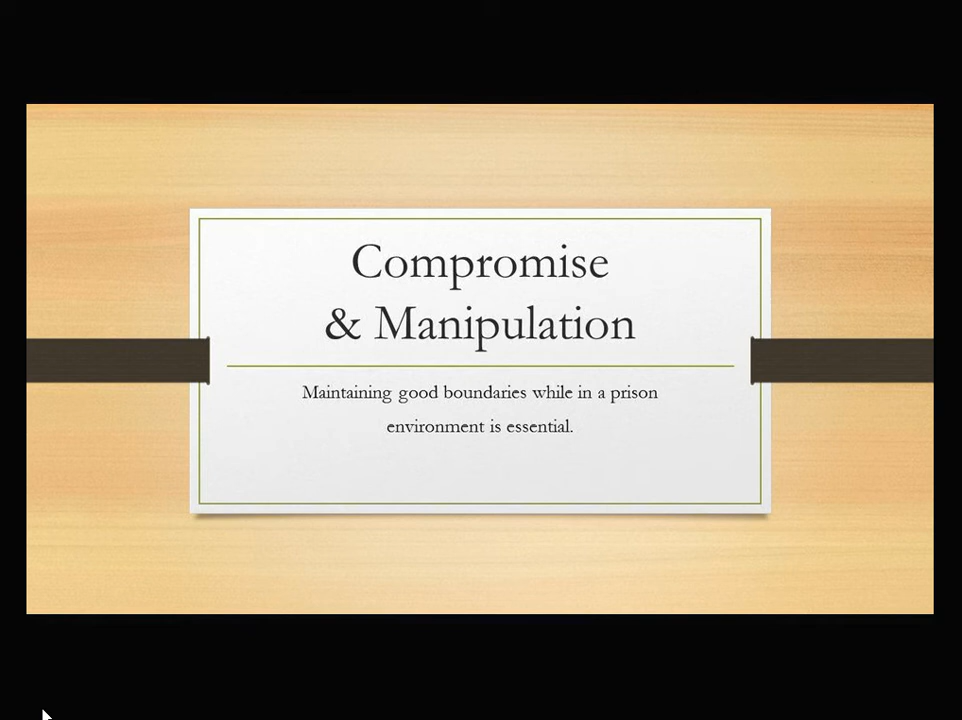 Compromise
& Manipulation
Maintaining good boundaries while in a prison
environment is essential.